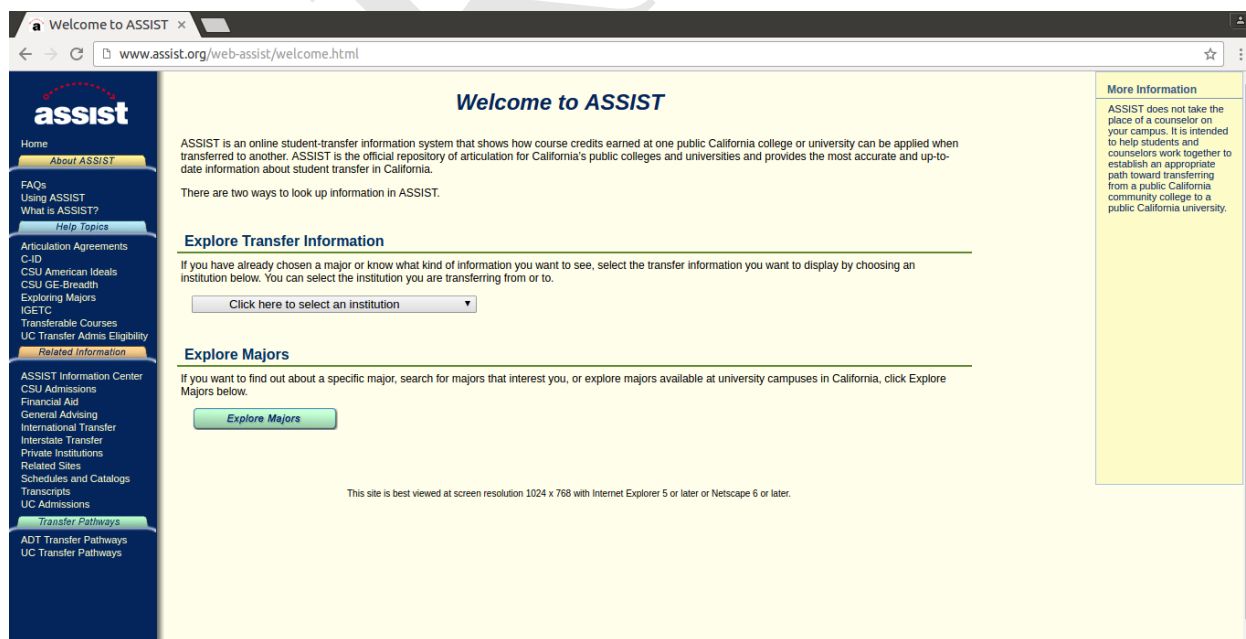 Welcome to ASSIST
www.assist.org/web-assist/welcome.html
assist
Home
About ASSIST
FAQs
Using ASSIST
What is ASSIST?
Help Topics
Articulation Agreements
C-ID
CSU American Ideals
CSU GE-Breadth
Exploring Majors
IGETC
Transferable Courses
UC Transfer Admis Eligibility
Related Information
ASSIST Information Center
CSU Admissions
Financial Aid
General Advising
International Transfer
Interstate Transfer
Private Institutions
Related Sites
Schedules and Catalogs
Transcripts
UC Admissions
Transfer Pathways
ADT Transfer Pathways
UC Transfer Pathways
Welcome to ASSIST
ASSIST is an online student-transfer information system that shows how course credits earned at one public California college or university can be applied when
transferred to another. ASSIST is the official repository of articulation for California's public colleges and universities and provides the most accurate and up-to-
date information about student transfer in California.
There are two ways to look up information in ASSIST.
Explore Transfer Information
If you have already chosen a major or know what kind of information you want to see, select the transfer information you want to display by choosing an
institution below. You can select the institution you are transferring from or to.
Click here to select an institution
Explore Majors
If you want to find out about a specific major, search for majors that interest you, or explore majors available at university campuses in California, click Explore
Majors below.
Explore Majors
This site is best viewed at screen resolution 1024 x 768 with Internet Explorer 5 or later or Netscape 6 or later.
More Information
ASSIST does not take the
place of a counselor on
your campus. It is intended
to help students and
counselors work together to
establish an appropriate
path toward transferring
from a public California
community college to a
public California university.